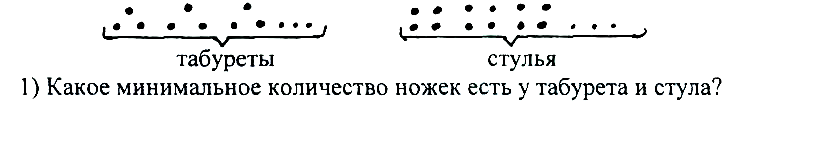 табуреты стулья
1) Какое минимальное количество ножек есть у табурета и стула?